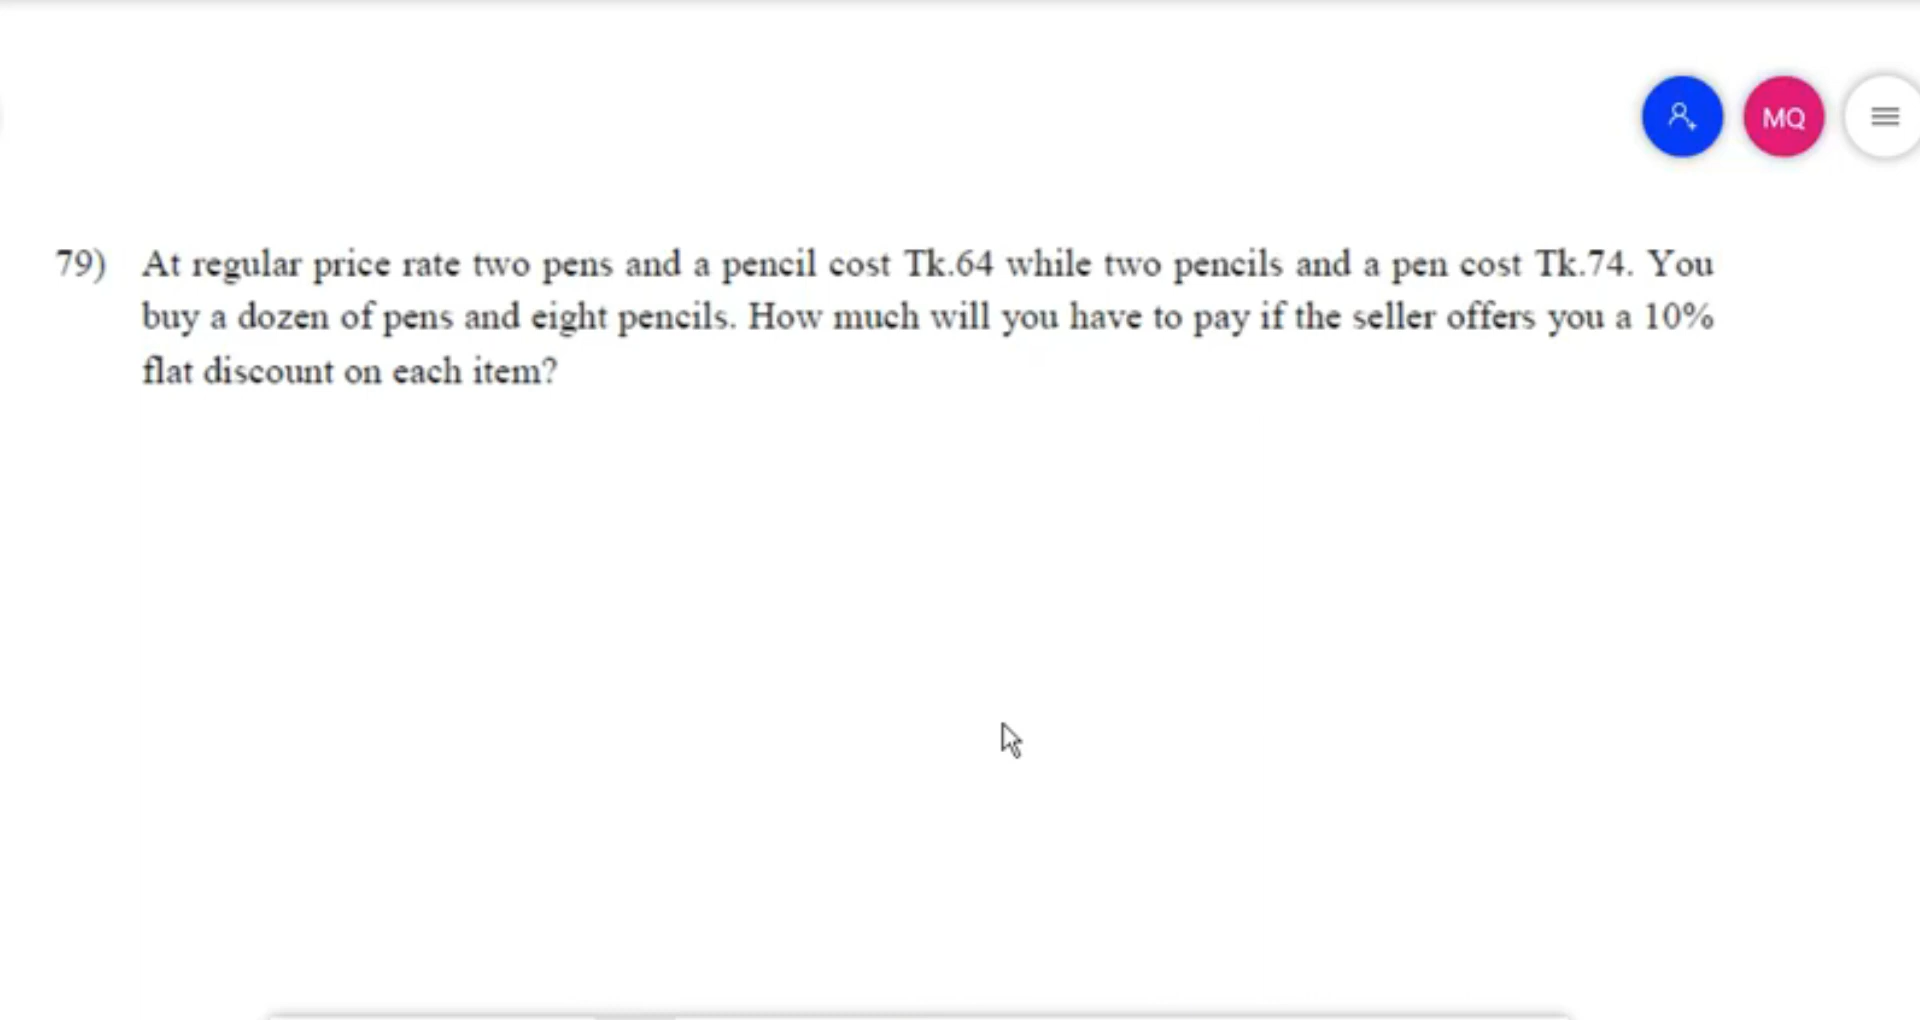 MQ
79) At regular price rate two pens and a pencil cost Tk.64 while two pencils and a pen cost Tk.74. You
buy a dozen of pens and eight pencils. How much will you have to pay if the seller offers you a 10%
flat discount on each item?